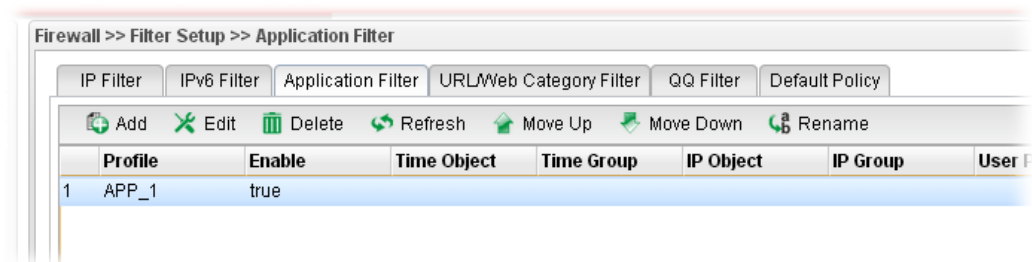 Firewall >> Filter Setup >> Application Filter
IP Filter IPv6 Filter Application Filter URL/Web Category Filter QQ Filter Default Policy
Add Edit Delete Refresh Move Up Move Down Rename
Profile Enable Time Object Time Group IP Object IP Group User
1 APP_1 true